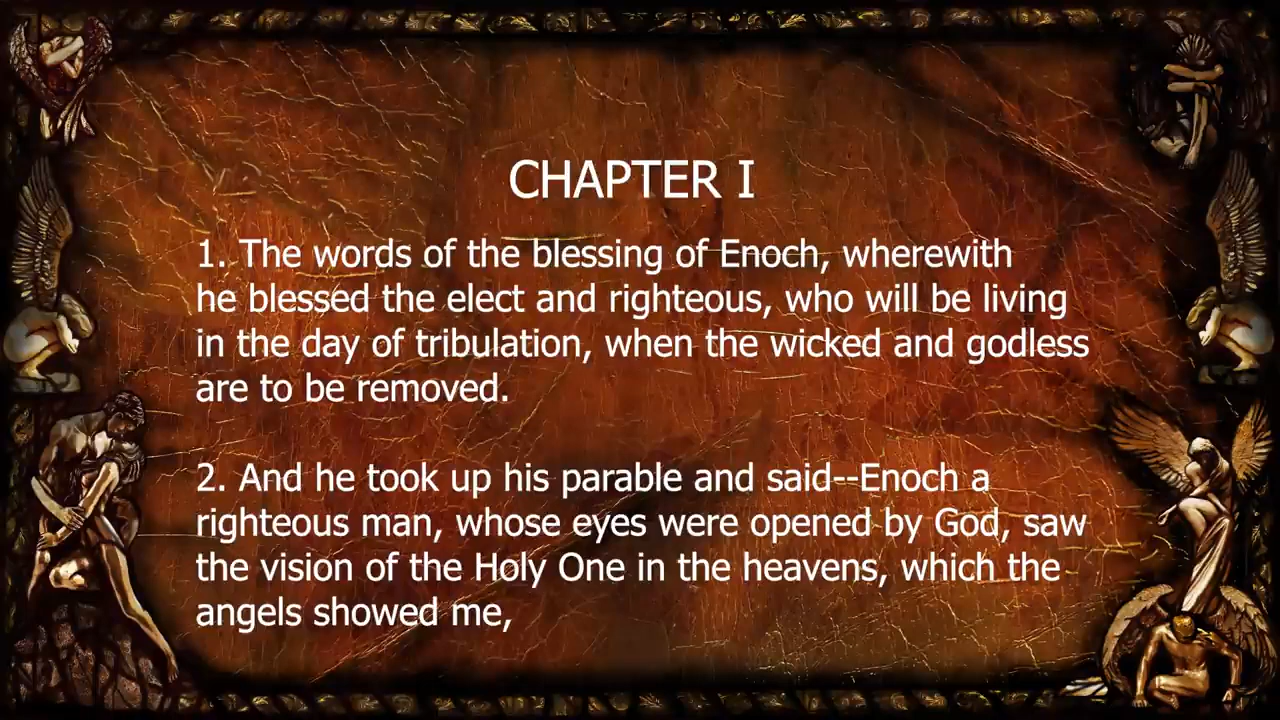 CHAPTER I
1. The words of the blessing of Enoch, wherewith
he blessed the elect and righteous, who will be living
in the day of tribulation, when the wicked and godless
are to be removed.
2. And he took up his parable and said--Enoch a
righteous man, whose eyes were opened by God, saw
the vision of the Holy One in the heavens, which the
angels showed me,